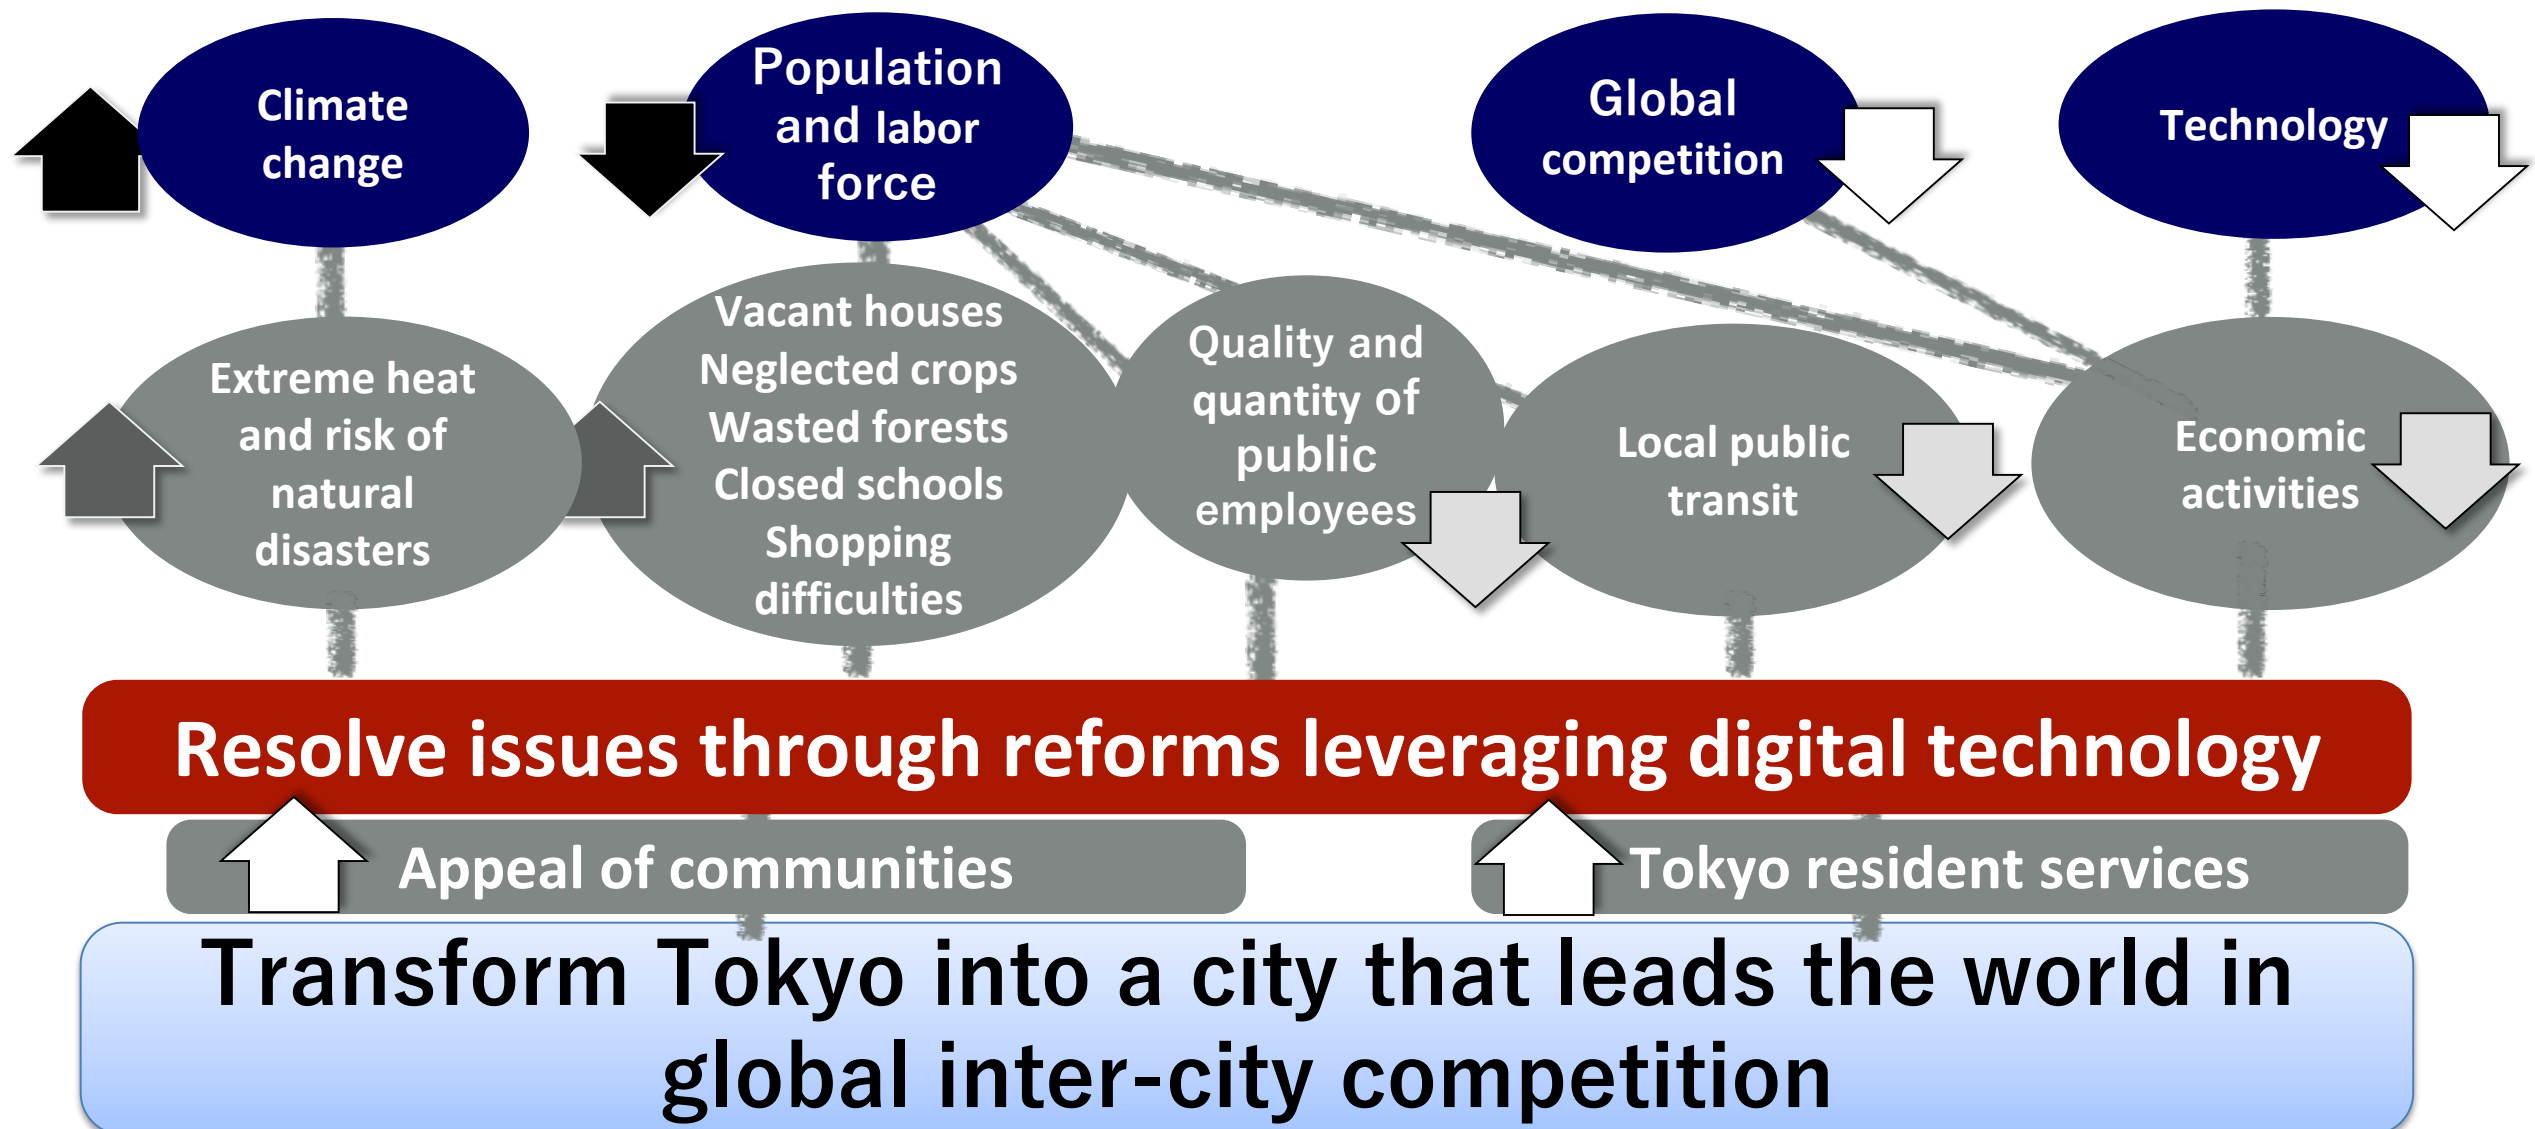 Climate
change
Population
and labor
force
Global
competition
Technology
Extreme heat
and risk of
natural
disasters
Vacant houses
Neglected crops
Wasted forests
Closed schools
Shopping
difficulties
Quality and
quantity of
public
employees
Local public
transit
Economic
activities
Resolve issues through reforms leveraging digital technology
Appeal of communities
Tokyo resident services
Transform Tokyo into a city that leads the world in
global inter-city competition